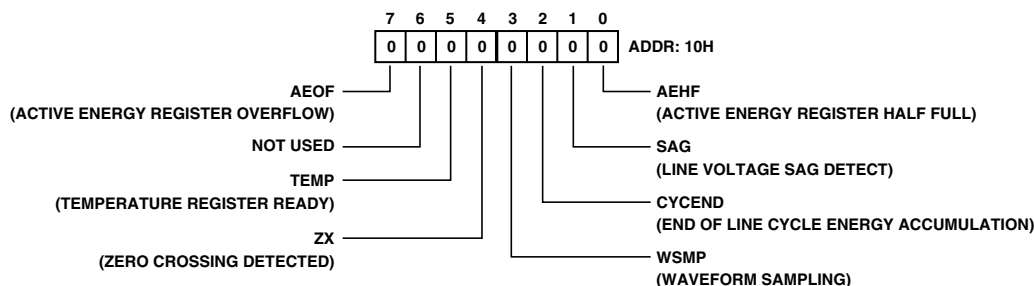 7 6 5 4 3 2 1 0
0 0 0 0 0 0 0 0 ADDR: 10H
AEOF
(ACTIVE ENERGY REGISTER OVERFLOW)
NOT USED
TEMP
(TEMPERATURE REGISTER READY)
ZX
(ZERO CROSSING DETECTED)
AEHF
(ACTIVE ENERGY REGISTER HALF FULL)
SAG
(LINE VOLTAGE SAG DETECT)
CYCEND
(END OF LINE CYCLE ENERGY ACCUMULATION)
WSMP
(WAVEFORM SAMPLING)